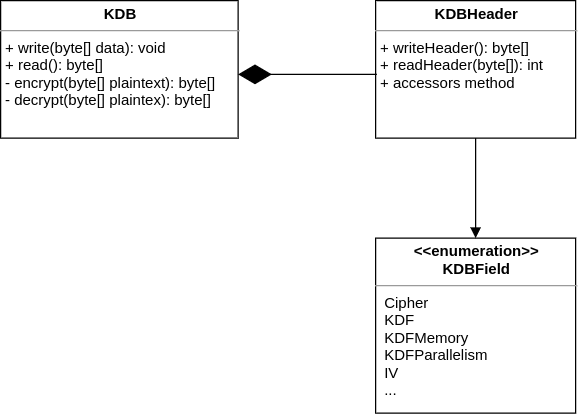 KDB
+ write(byte[] data): void
+ read(): byte[]
- encrypt(byte[] plaintext): byte[]
- decrypt(byte[] plaintex): byte[]
KDBHeader
+ writeHeader(): byte[]
+ readHeader(byte[]): int
+ accessors method
<<enumeration>>
KDBField
Cipher
KDF
KDFMemory
KDFParallelism
IV
...